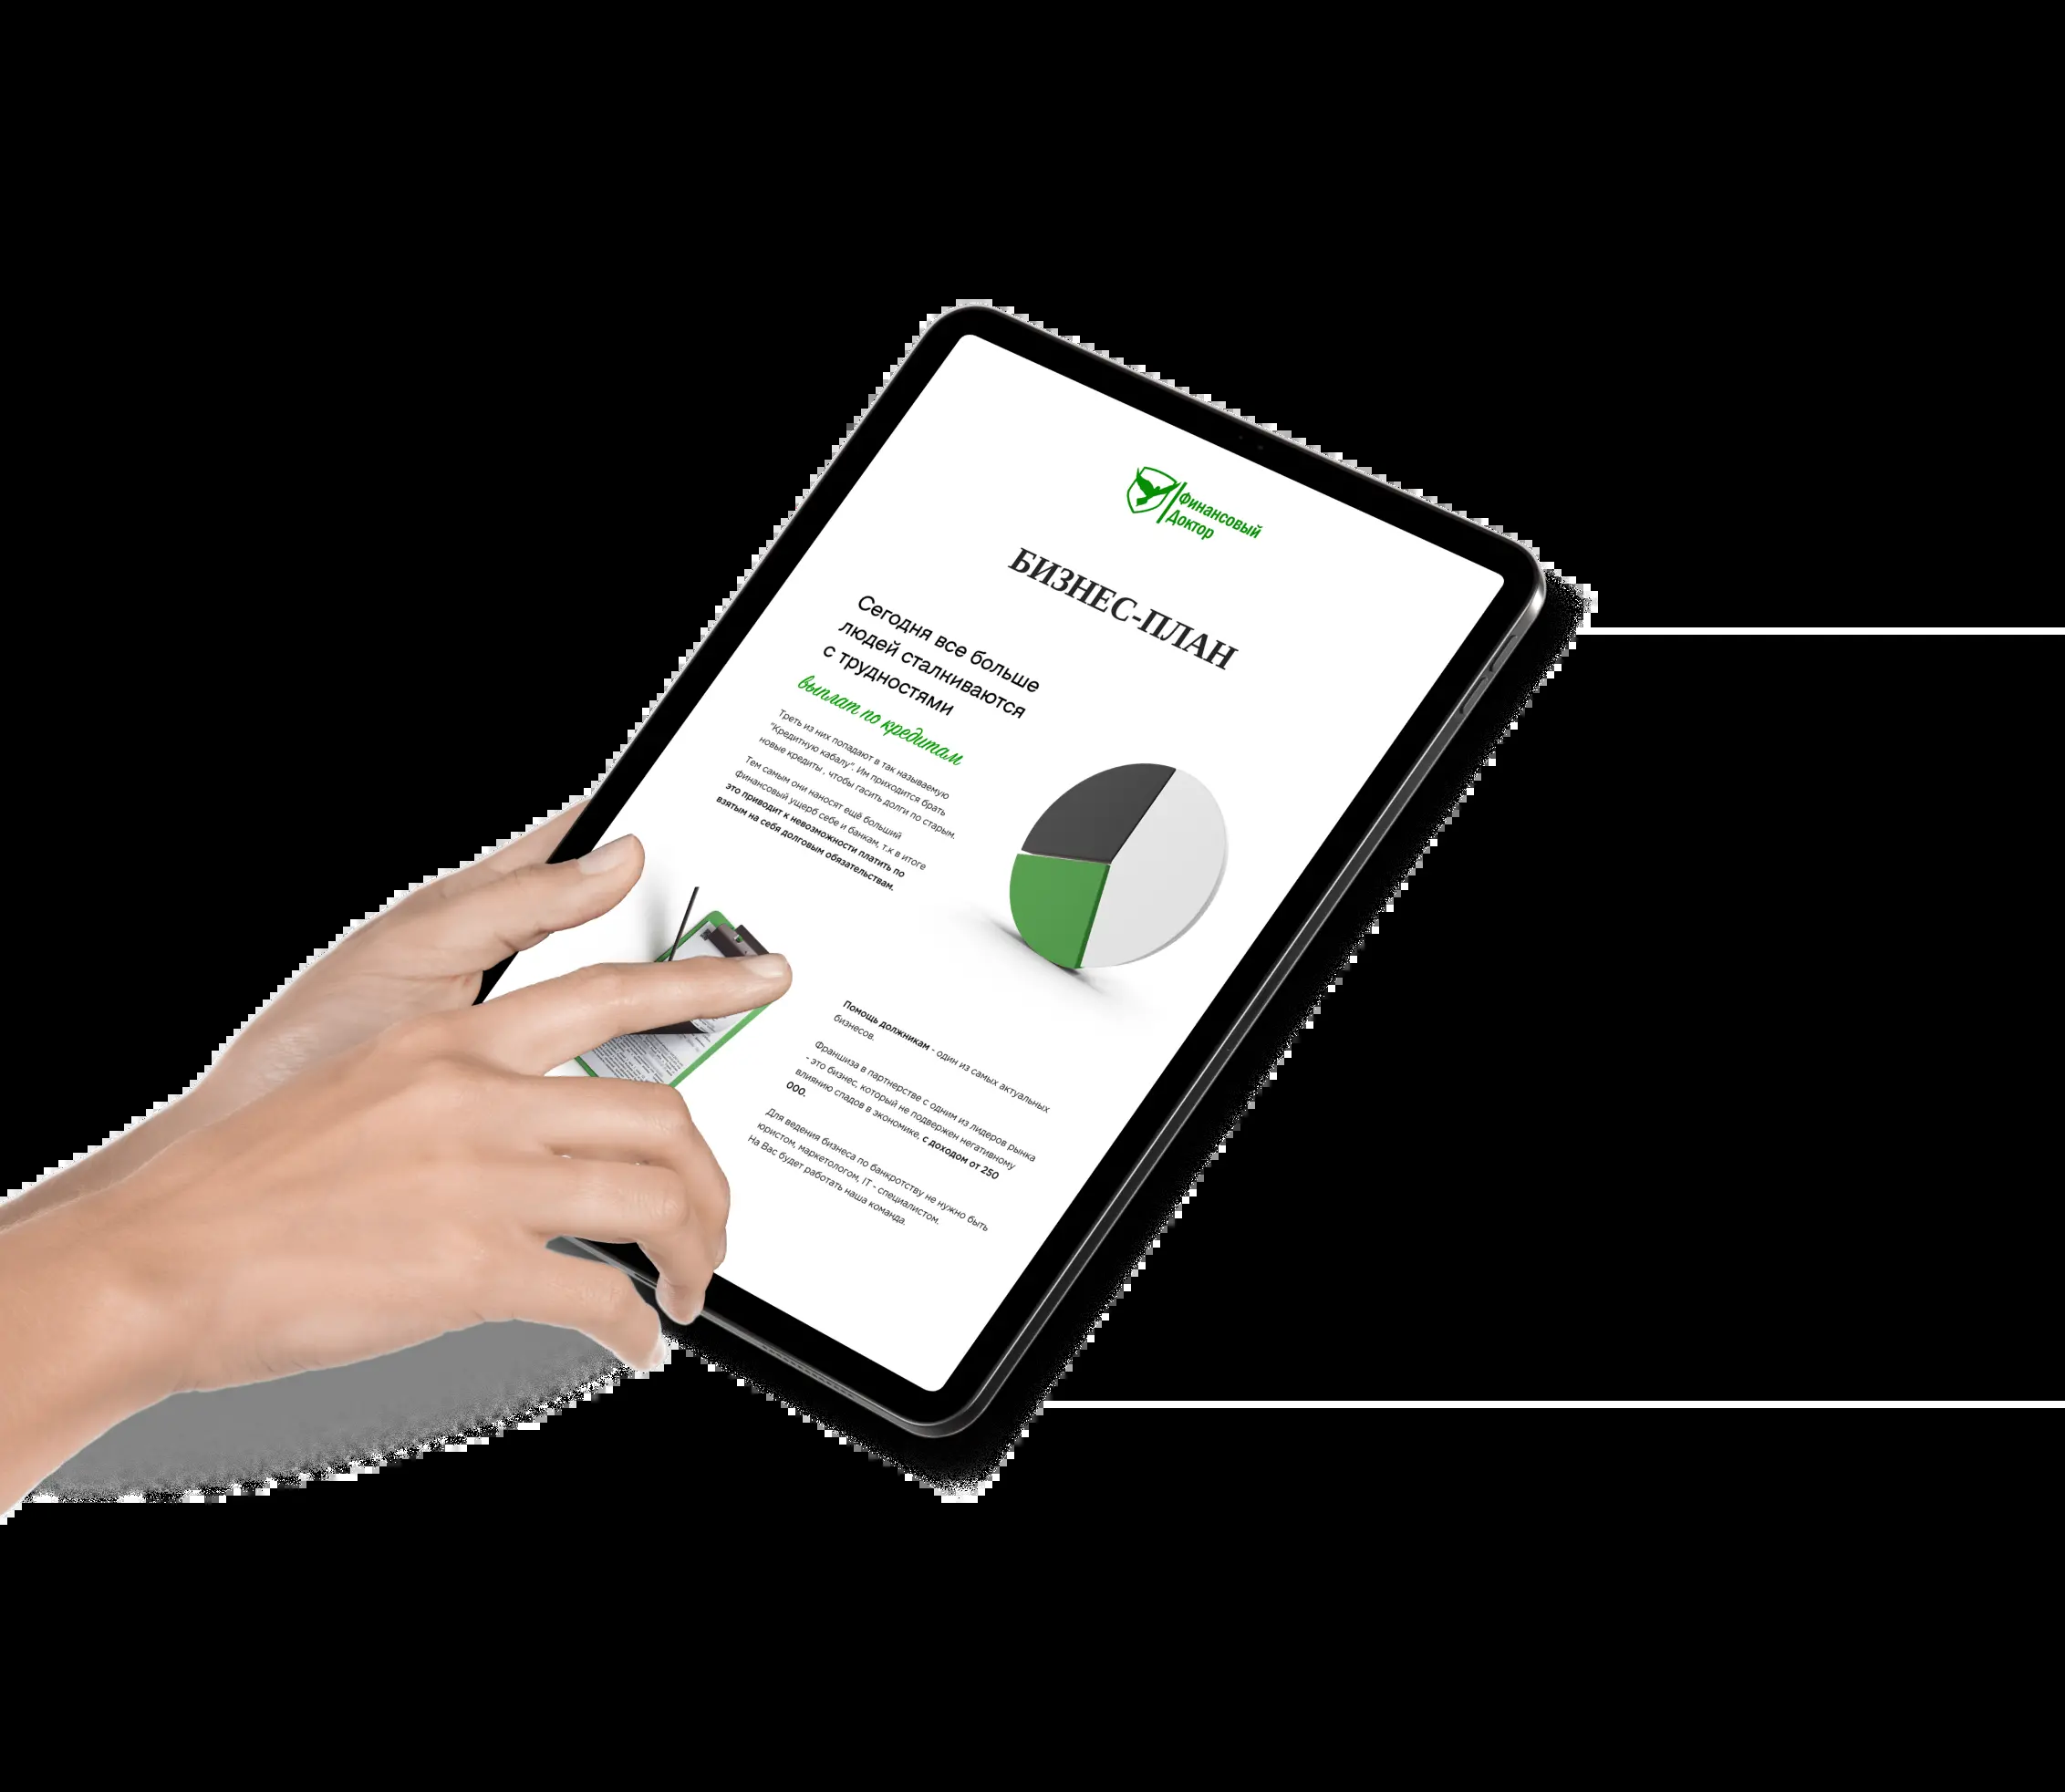 Финансовый
Доктор
БИЗНЕС-ПЛАН
Сегодня все больше
людей сталкиваются
с трудностями
выплат по кредитам
Треть из них попадают в так называемую
"Кредитную кабалу". Им приходится брать
новые кредиты , чтобы гасить долги по старым.
Тем самым они наносят ещё больший
финансовый ущерб себе и банкам, т.к в итоге
это приводит к невозможности платить по
взятым на себя долговым обязательствам.
Помощь должникам - один из самых актуальных
бизнесов.
Франшиза в партнерстве с одним из лидеров рынка
- это бизнес, который не подвержен негативному
влиянию спадов в экономике, с доходом от 250
000.
Для ведения бизнеса по банкротству не нужно быть
юристом, маркетологом, IT - специалистом.
На Вас будет работать наша команда.